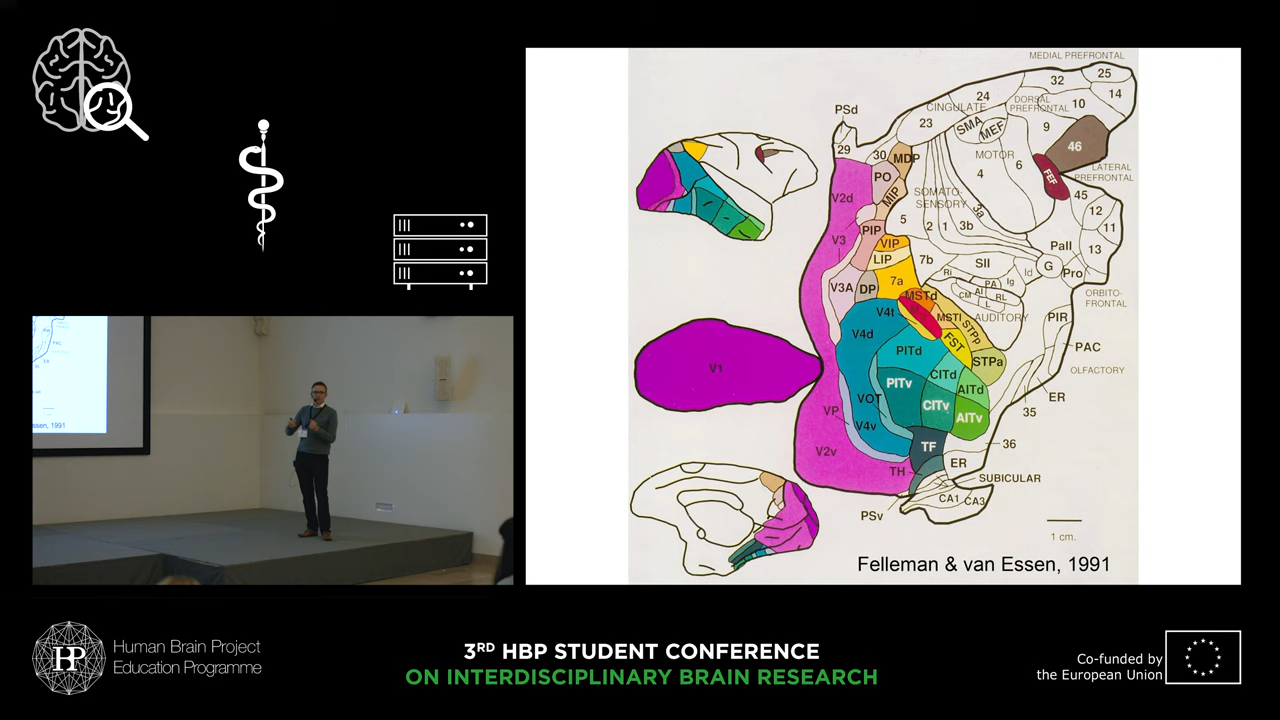 MEDIAL PREFRONTAL
32
25
24
14
CINGULATE
DORSAL
PREFRONTAL
10
PSd
23
SMA
MEF
9
46
29
30
MDP
MOTOR
6
LATERAL
PREFRONTAL
PO
4
FEF
V2d
MIP
SOMATO-
SENSORY
45
3a
12
5
2
1
3b
11
V3
PIP
VIP
PaII
13
LIP
7b
SII
G
Pro
Ri
Id
7a
PA
Ig
V3A
DP
MSTd
CM
AI
RL
L
ORBITO-
FRONTAL
V4t
MSTl
AUDITORY
PIR
V4d
STPp
FST
PITd
STPa
PAC
V1
CITd
OLFACTORY
PITv
AITd
VOT
CITv
ER
VP
AITv
35
V4v
36
V2v
TF
ER
TH
SUBICULAR
CA1
CA3
PSv
1 cm.
Felleman & van Essen, 1991
ssen, 1991
HP
Human Brain Project
Education Programme
3RD HBP STUDENT CONFERENCE
ON INTERDISCIPLINARY BRAIN RESEARCH
Co-funded by
the European Union